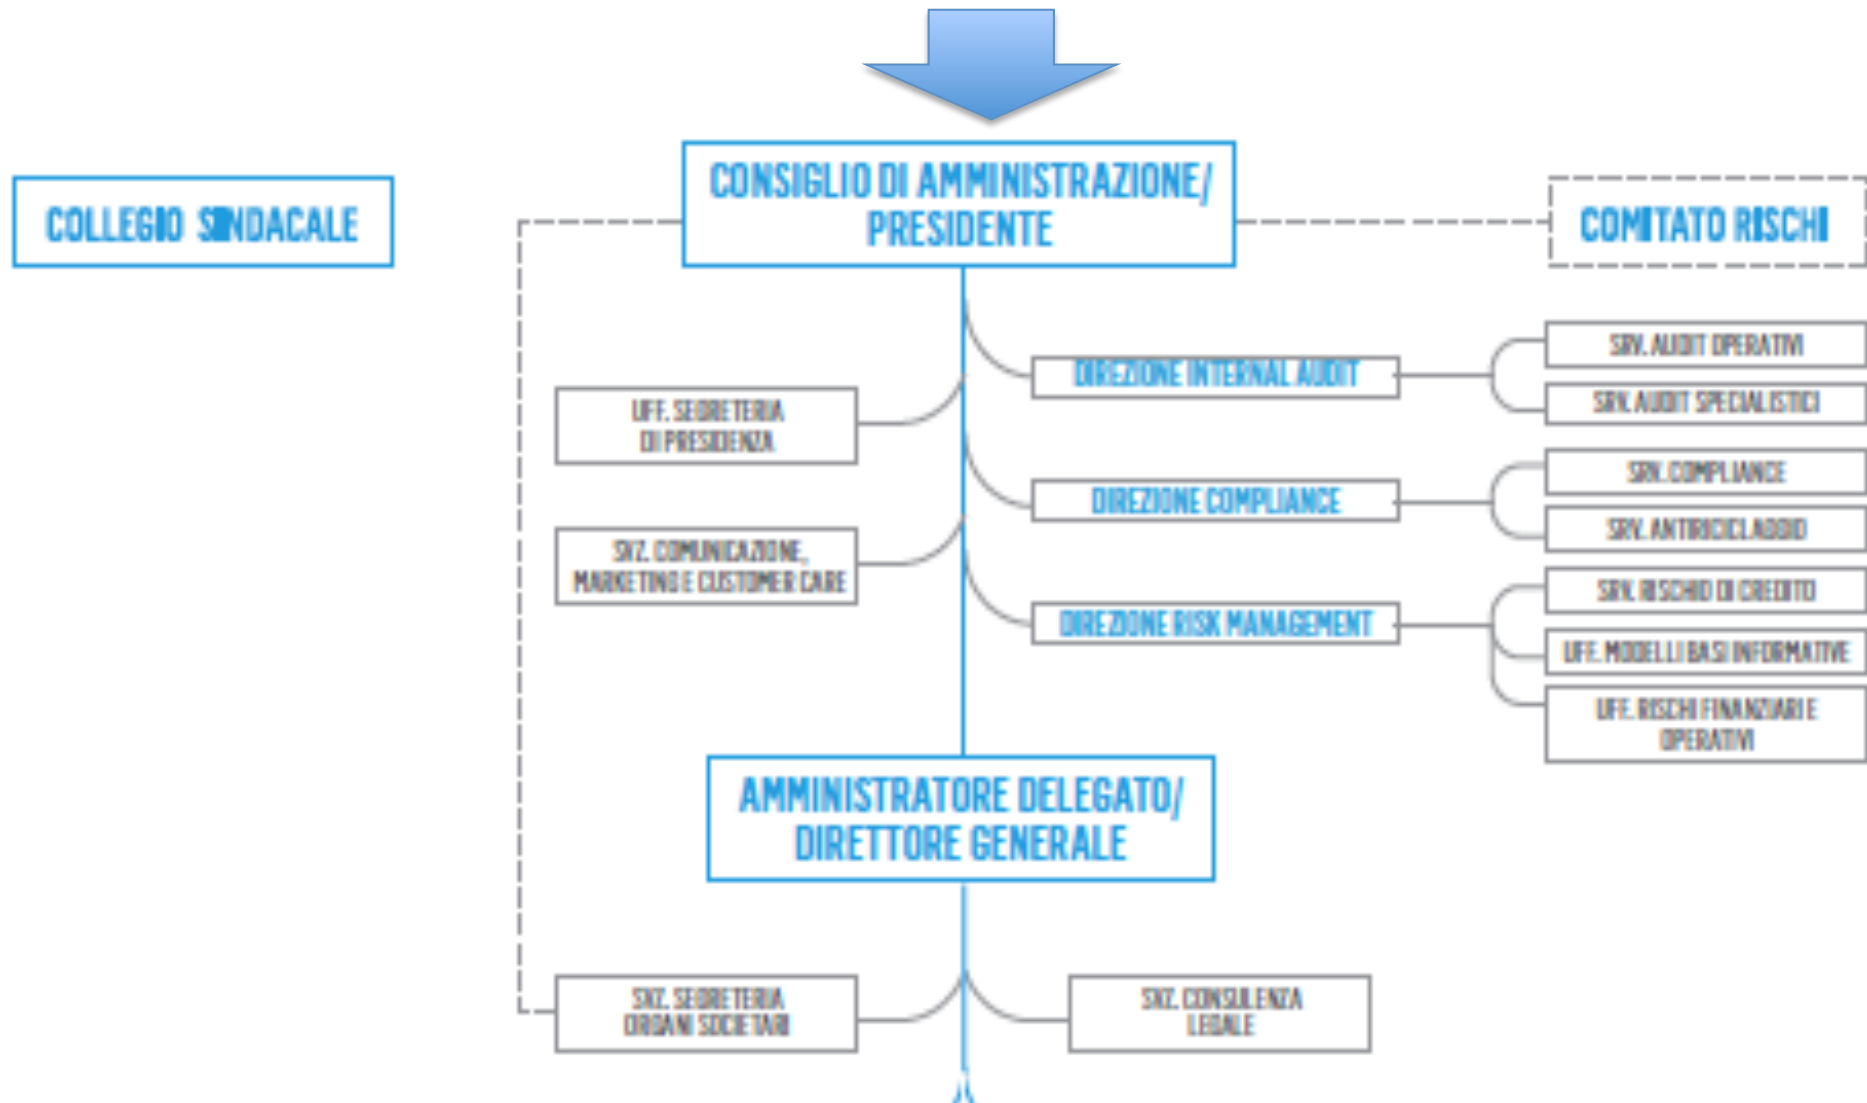 CONSIGLIO DI AMMINISTRAZIONE/
PRESIDENTE
COLLEGIO SINDACALE
COMITATO RISCHI
DIREZIONE INTERNAL AUDIT
SRV. AUDIT OPERATIVI
SRV. AUDIT SPECIALISTICI
UFF. SEGRETERIA
DI PRESIDENZA
DIREZIONE COMPLIANCE
SRV. COMPLIANCE
SRV. ANTIRICICLAGGIO
SVZ. COMUNICAZIONE,
MARKETING E CUSTOMER CARE
DIREZIONE RISK MANAGEMENT
SRV. RISCHIO DI CREDITO
UFF. MODELLI BASI INFORMATIVE
UFF. RISCHI FINANZIARI E
OPERATIVI
AMMINISTRATORE DELEGATO/
DIRETTORE GENERALE
SVZ. SEGRETERIA
ORGANI SOCIETARI
SVZ. CONSULENZA
LEGALE